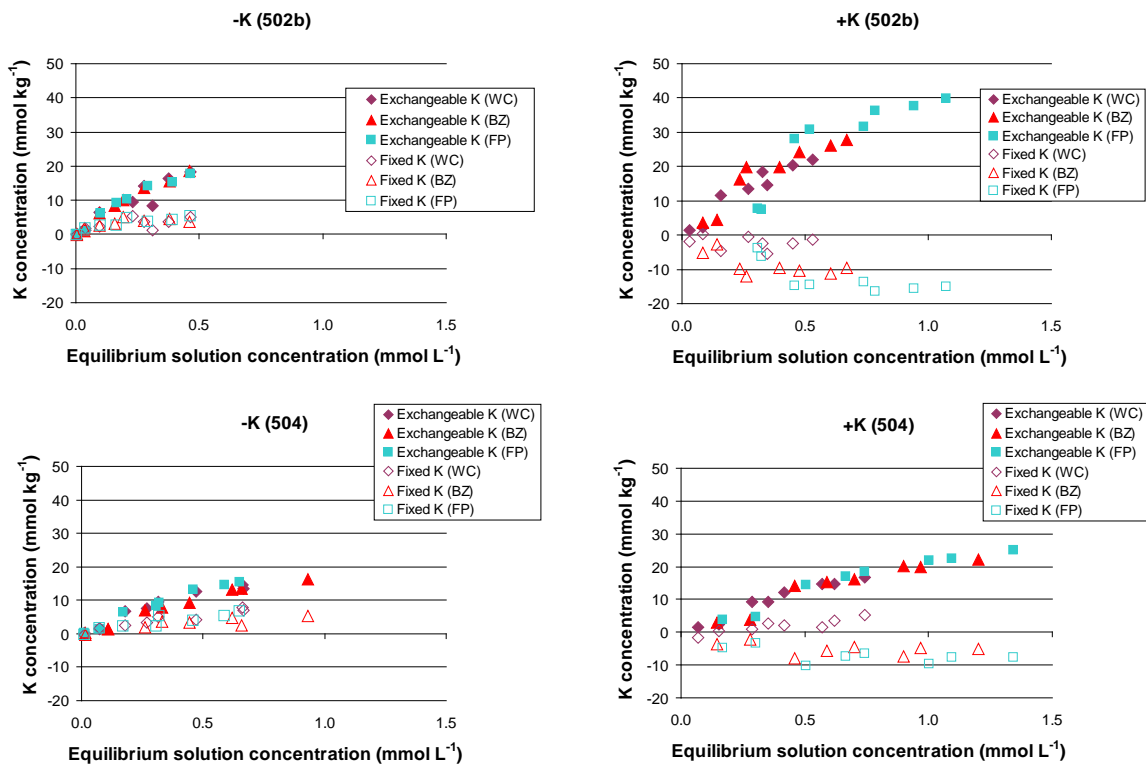 -K (502b)
50
40
30
20
10
0
-10
-20
0.0
0.5
1.0
1.5
K concentration (mmol kg⁻¹)
Equilibrium solution concentration (mmol L⁻¹)
Exchangeable K (WC)
Exchangeable K (BZ)
Exchangeable K (FP)
Fixed K (WC)
Fixed K (BZ)
Fixed K (FP)
+K (502b)
50
40
30
20
10
0
-10
-20
0.0
0.5
1.0
1.5
K concentration (mmol kg⁻¹)
Equilibrium solution concentration (mmol L⁻¹)
Exchangeable K (WC)
Exchangeable K (BZ)
Exchangeable K (FP)
Fixed K (WC)
Fixed K (BZ)
Fixed K (FP)
-K (504)
50
40
30
20
10
0
-10
-20
0.0
0.5
1.0
1.5
K concentration (mmol kg⁻¹)
Equilibrium solution concentration (mmol L⁻¹)
Exchangeable K (WC)
Exchangeable K (BZ)
Exchangeable K (FP)
Fixed K (WC)
Fixed K (BZ)
Fixed K (FP)
+K (504)
50
40
30
20
10
0
-10
-20
0.0
0.5
1.0
1.5
K concentration (mmol kg⁻¹)
Equilibrium solution concentration (mmol L⁻¹)
Exchangeable K (WC)
Exchangeable K (BZ)
Exchangeable K (FP)
Fixed K (WC)
Fixed K (BZ)
Fixed K (FP)